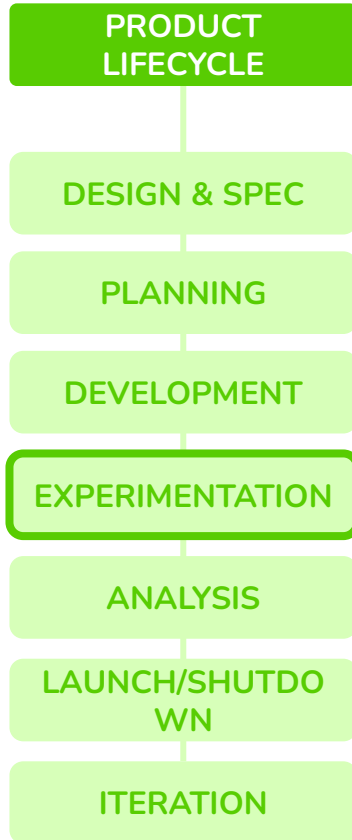 PRODUCT
LIFECYCLE
DESIGN & SPEC
PLANNING
DEVELOPMENT
EXPERIMENTATION
ANALYSIS
LAUNCH/SHUTDO
WN
ITERATION